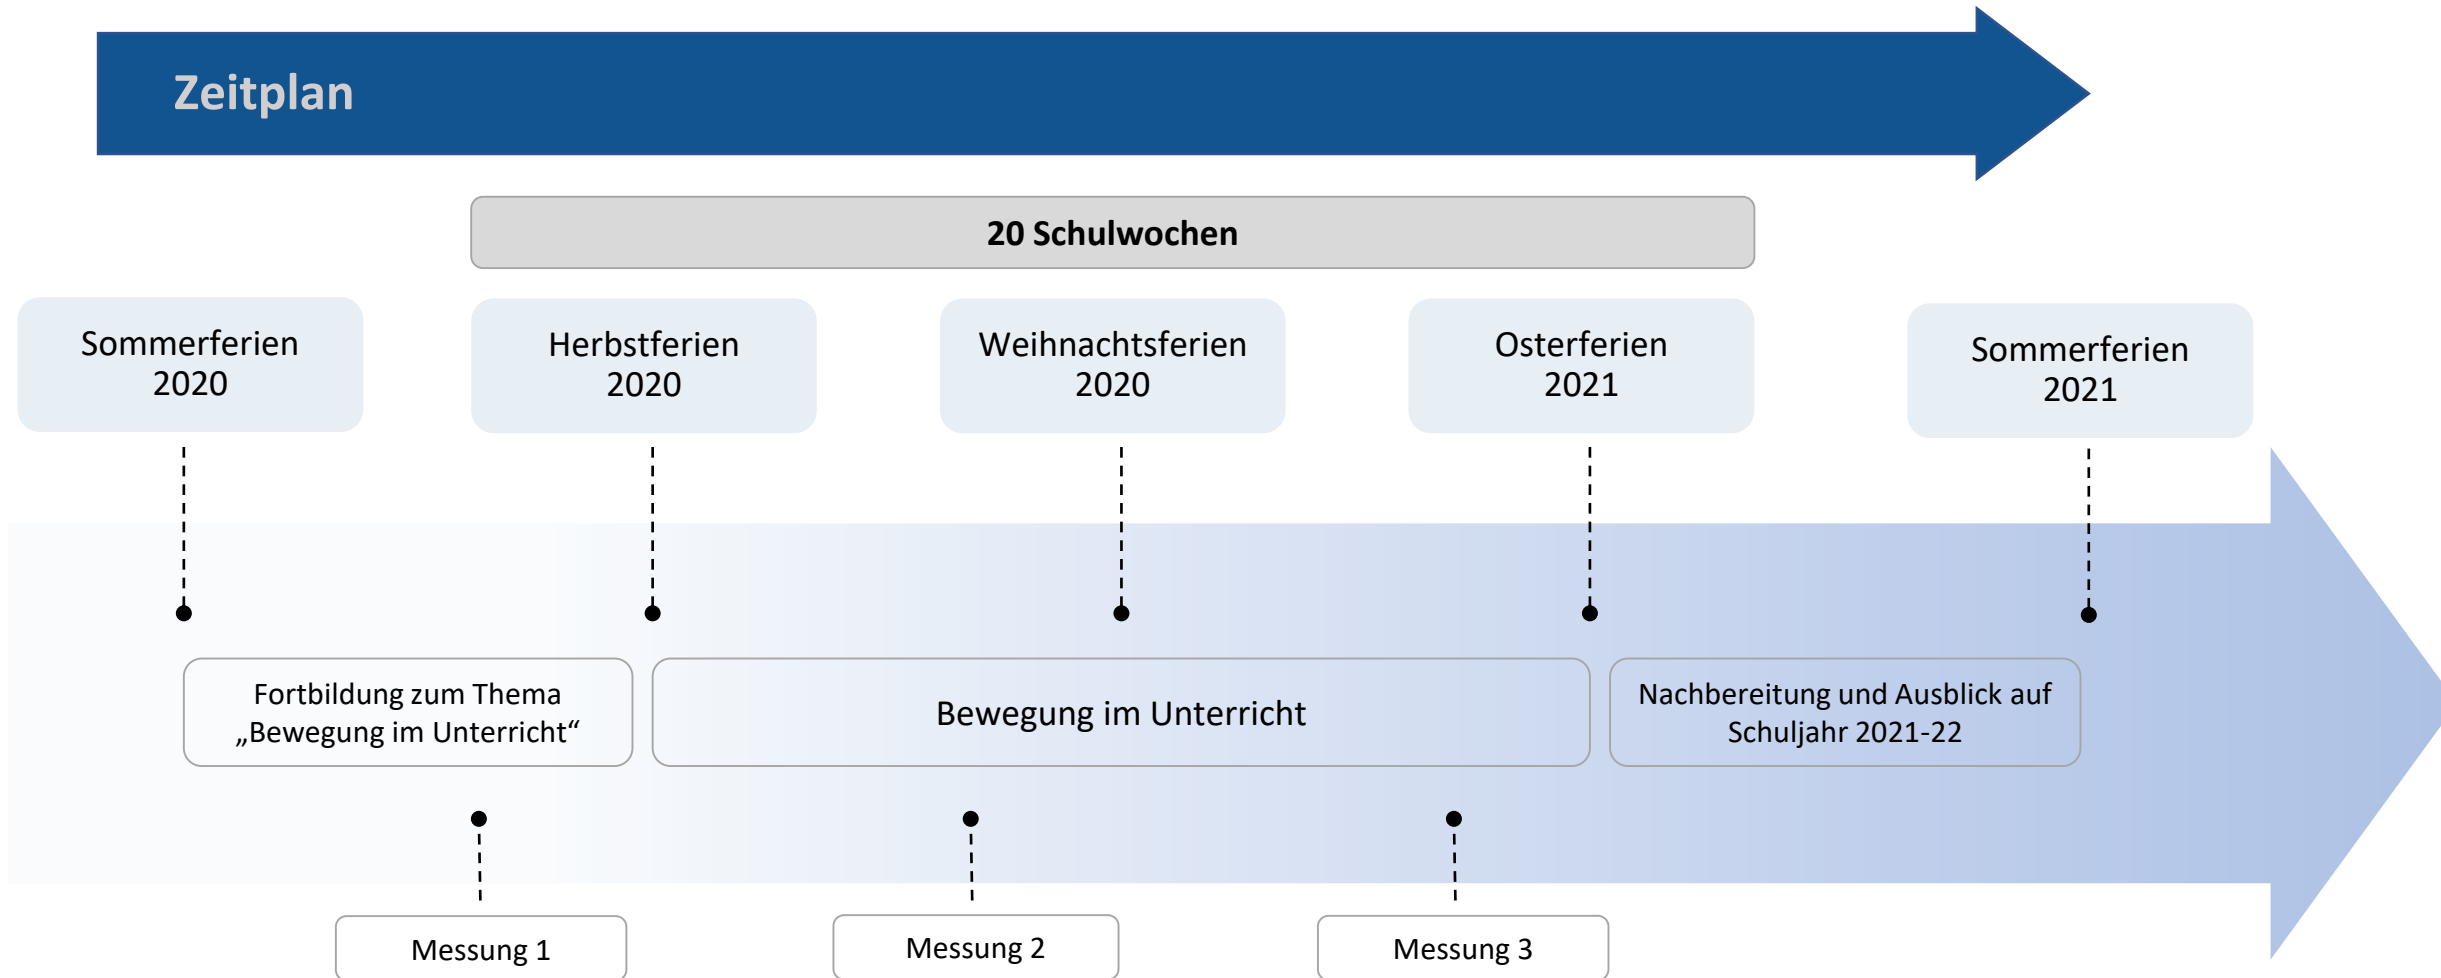 Zeitplan
20 Schulwochen
Sommerferien
2020
Herbstferien
2020
Weihnachtsferien
2020
Osterferien
2021
Sommerferien
2021
Fortbildung zum Thema
„Bewegung im Unterricht“
Bewegung im Unterricht
Nachbereitung und Ausblick auf
Schuljahr 2021-22
Messung 1
Messung 2
Messung 3